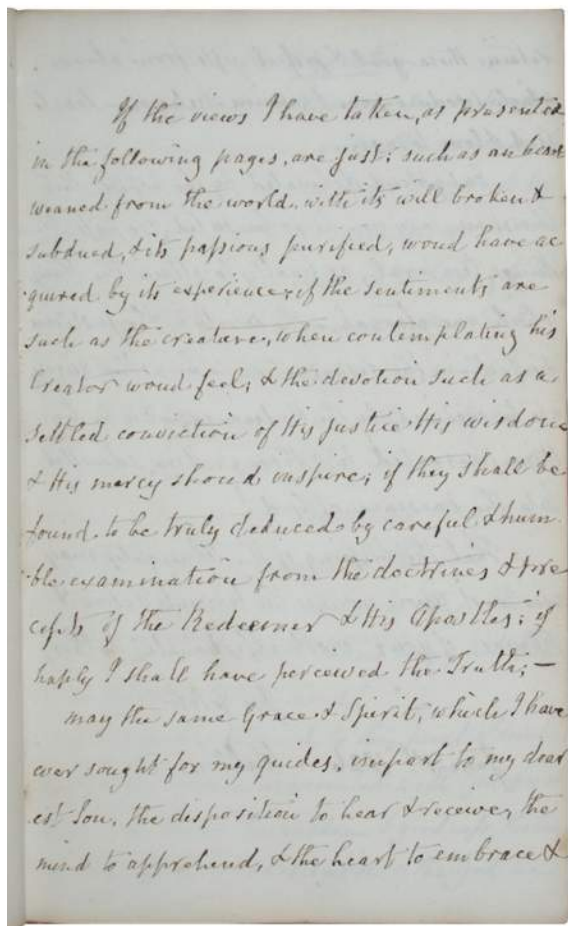 If the views I have taken, as presented
in the following pages, are just; such as an heart
weaned from the world, with its will broken &
subdued, & its passions purified, woud have ac
quired by its experience; if the sentiments are
such as the creature, when contemplating his
Creator woud feel; & the devotion such as a
settled conviction of His justice His wisdom
& His mercy shoud inspire; if they shall be
found to be truly deduced by careful & hum
ble examination from the doctrines & pre
cepts of the Redeemer & His Apostles; if
haply I shall have perceived the Truth; —
may the same Grace & Spirit, which I have
ever sought for my guides, impart to my dear
est Son, the disposition to hear & receive, the
mind to apprehend, & the heart to embrace &